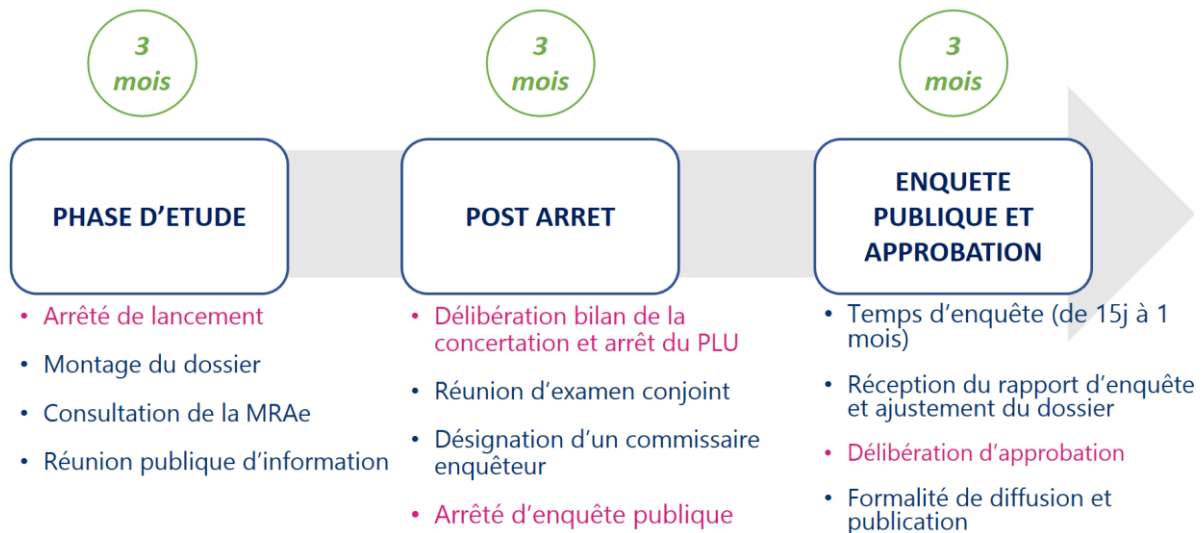 3
mois
3
mois
3
mois
PHASE D'ETUDE
POST ARRET
ENQUETE
PUBLIQUE ET
APPROBATION
• Arrêté de lancement
• Montage du dossier
• Consultation de la MRAe
• Réunion publique d'information
• Délibération bilan de la
concertation et arrêt du PLU
• Réunion d'examen conjoint
• Désignation d'un commissaire
enquêteur
• Arrêté d'enquête publique
• Temps d'enquête (de 15j à 1
mois)
• Réception du rapport d'enquête
et ajustement du dossier
• Délibération d'approbation
• Formalité de diffusion et
publication